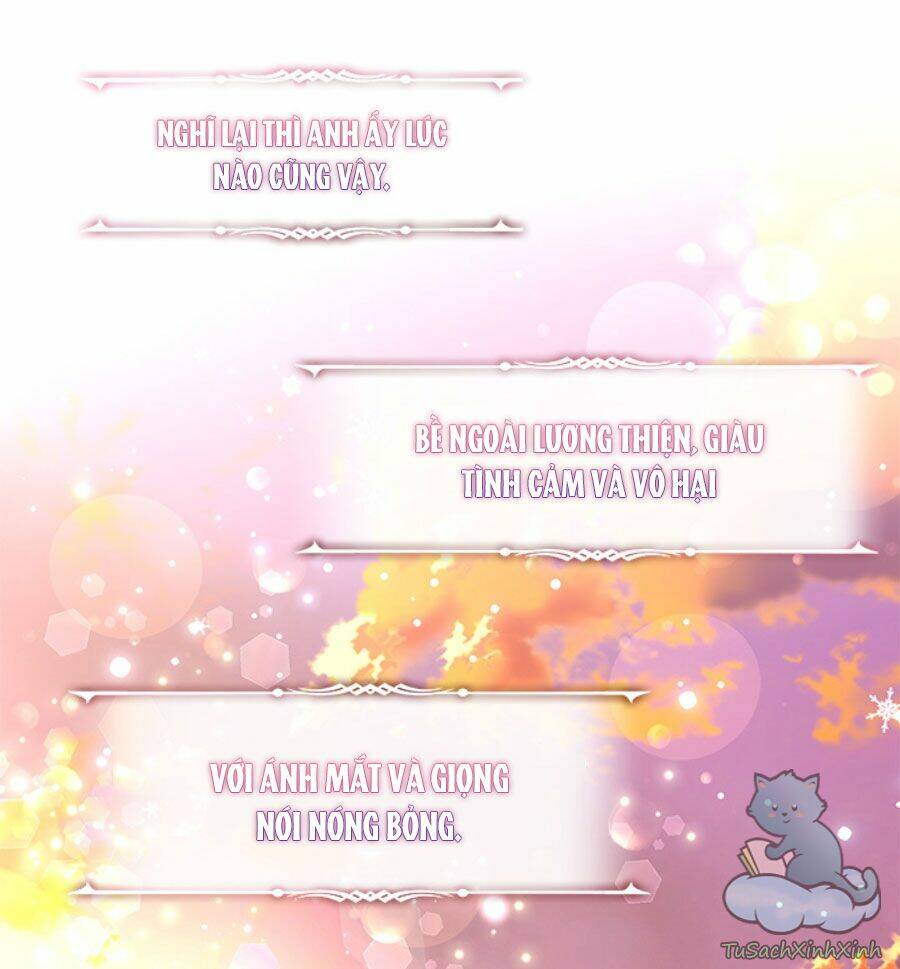 NGHĨ LẠI THÌ ANH ẤY LÚC
NÀO CŨNG VẬY.
BỀ NGOÀI LƯƠNG THIỆN, GIÀU
TÌNH CẢM VÀ VÔ HẠI
VỚI ÁNH MẮT VÀ GIỌNG
NÓI NÓNG BỎNG.
TuSachXinhXinh